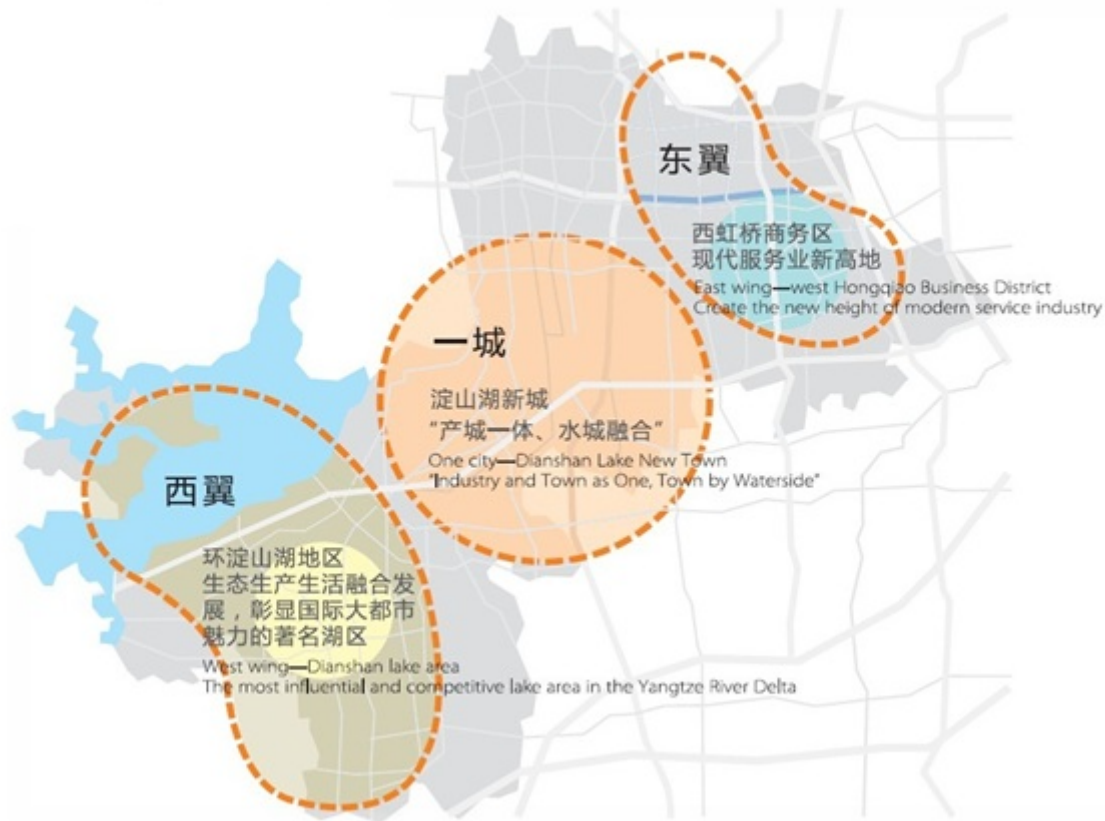 东翼
西虹桥商务区
现代服务业新高地
East wing—west Hongqiao Business District
Create the new height of modern service industry
一城
淀山湖新城
“产城一体、水城融合”
One city—Dianshan Lake New Town
“Industry and Town as One, Town by Waterside”
西翼
环淀山湖地区
生态生产生活融合发
展，彰显国际大都市
魅力的著名湖区
West wing—Dianshan lake area
The most influential and competitive lake area in the Yangtze River Delta